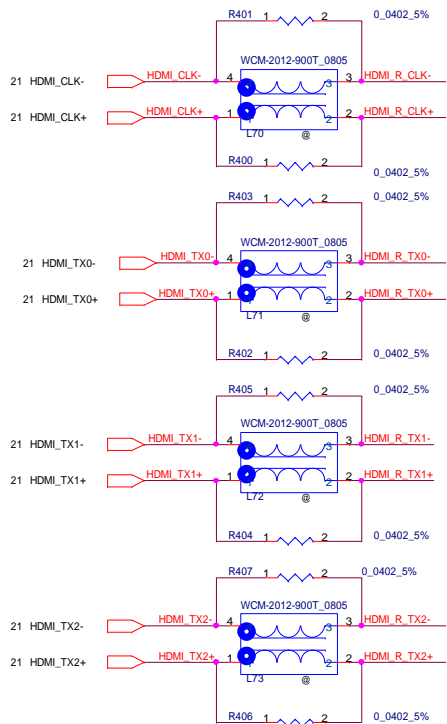 R401 1 2 0_0402_5%
WCM-2012-900T_0805
21 HDMI_CLK- HDMI_CLK- 4 3 3 HDMI_R_CLK-
21 HDMI_CLK+ HDMI_CLK+ 1 2 2 HDMI_R_CLK+
L70 @
R400 1 2 0_0402_5%
R403 1 2 0_0402_5%
WCM-2012-900T_0805
21 HDMI_TX0- HDMI_TX0- 4 3 3 HDMI_R_TX0-
21 HDMI_TX0+ HDMI_TX0+ 1 2 2 HDMI_R_TX0+
L71 @
R402 1 2 0_0402_5%
R405 1 2 0_0402_5%
WCM-2012-900T_0805
21 HDMI_TX1- HDMI_TX1- 4 3 3 HDMI_R_TX1-
21 HDMI_TX1+ HDMI_TX1+ 1 2 2 HDMI_R_TX1+
L72 @
R404 1 2 0_0402_5%
R407 1 2 0_0402_5%
WCM-2012-900T_0805
21 HDMI_TX2- HDMI_TX2- 4 3 3 HDMI_R_TX2-
21 HDMI_TX2+ HDMI_TX2+ 1 2 2 HDMI_R_TX2+
L73 @
R406 1 2 0_0402_5%